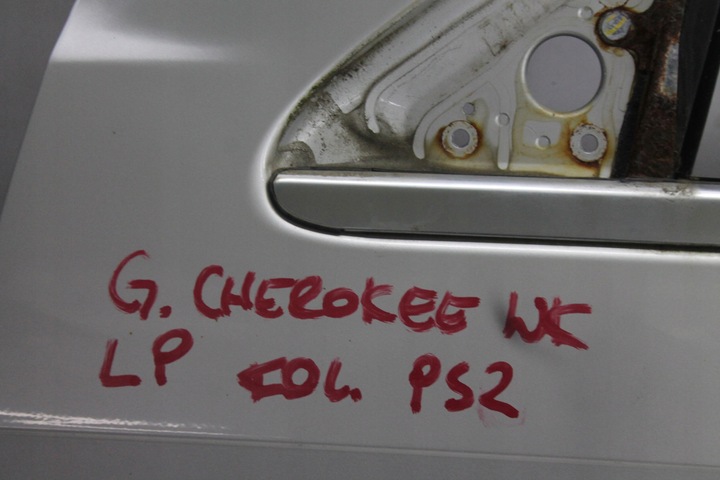 G. CHEROKEE WK
LP COL. PS2